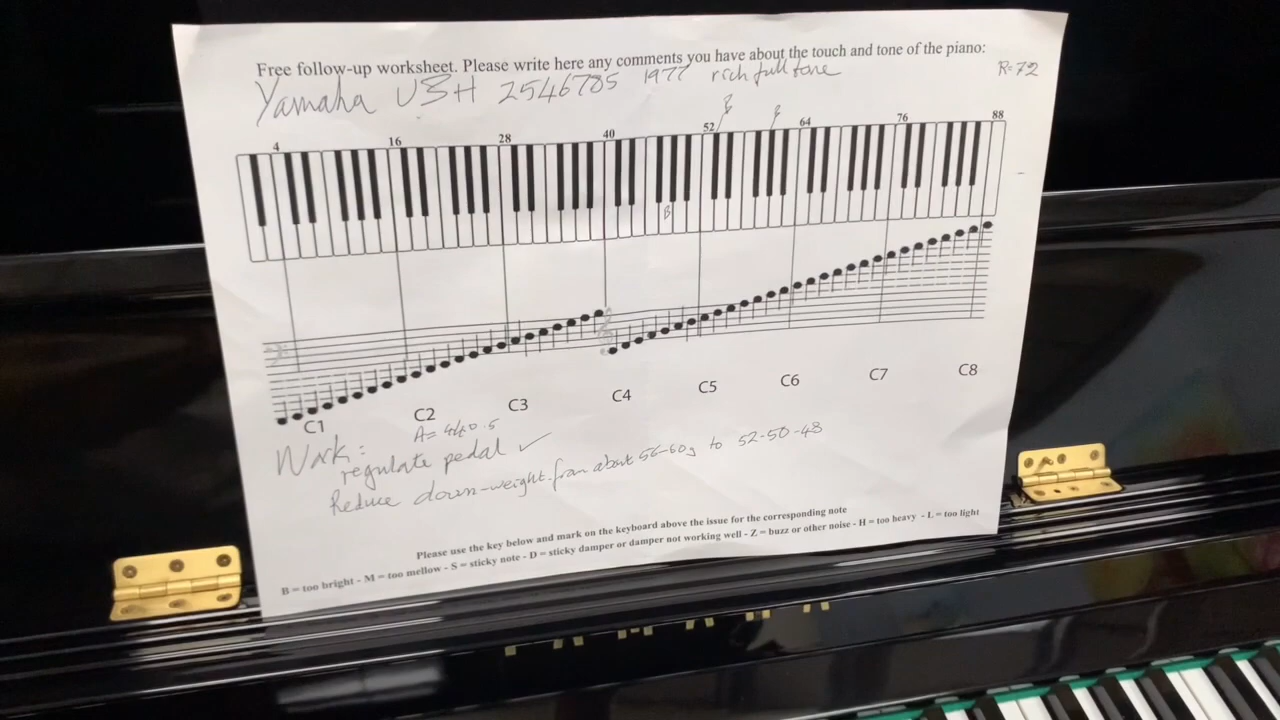 Free follow-up worksheet. Please write here any comments you have about the touch and tone of the piano:
Yamaha U3H 2546785 1977 rich full tone R=72
4 16 28 40 52 64 76 88
B
C1 C2 C3 C4 C5 C6 C7 C8
A= 440.5
Work:
regulate pedal ✓
Reduce down-weight from about 56-60g to 52-50-48
Please use the key below and mark on the keyboard above the issue for the corresponding note
B = too bright - M = too mellow - S = sticky note - D = sticky damper or damper not working well - Z = buzz or other noise - H = too heavy - L = too light